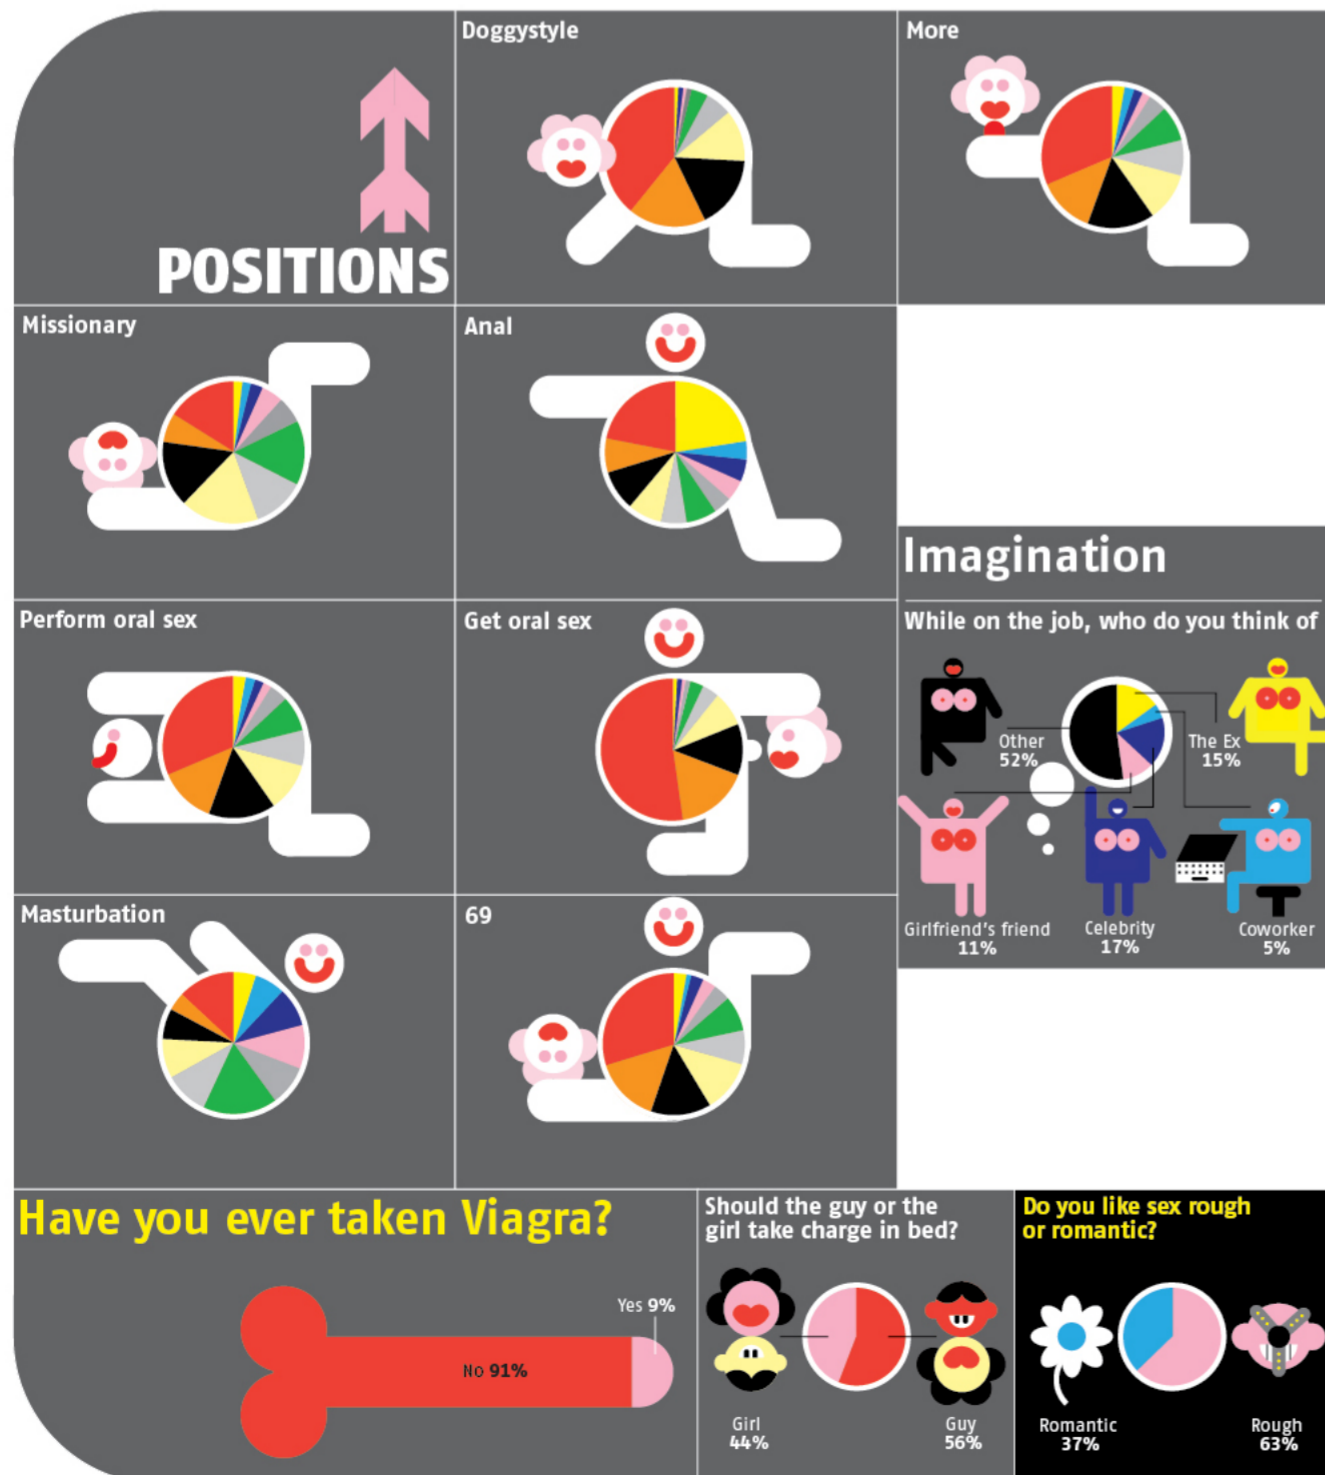 POSITIONS
Doggystyle
More
Missionary
Anal
Perform oral sex
Get oral sex
Masturbation
69
Imagination
While on the job, who do you think of
Other
52%
The Ex
15%
Girlfriend's friend
11%
Celebrity
17%
Coworker
5%
Have you ever taken Viagra?
Yes 9%
No 91%
Should the guy or the
girl take charge in bed?
Girl
44%
Guy
56%
Do you like sex rough
or romantic?
Romantic
37%
Rough
63%